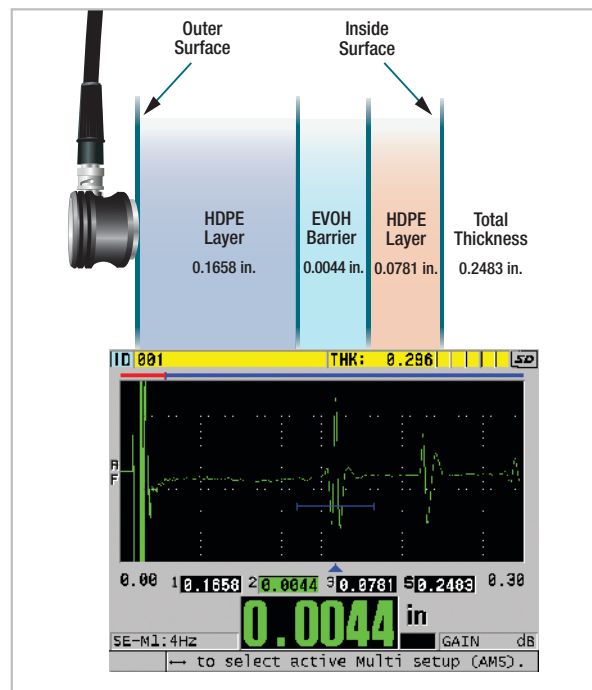 Outer
Surface
Inside
Surface
HDPE
Layer
0.1658 in.
EVOH
Barrier
0.0044 in.
HDPE
Layer
0.0781 in.
Total
Thickness
0.2483 in.
ID 001 THK: 0.296 SD
A
F
0.00 1 0.1658 2 0.0044 3 0.0781 S 0.2483 0.30
0.0044 in
SE-M1:4Hz GAIN dB
↔ to select active Multi setup (AMS).